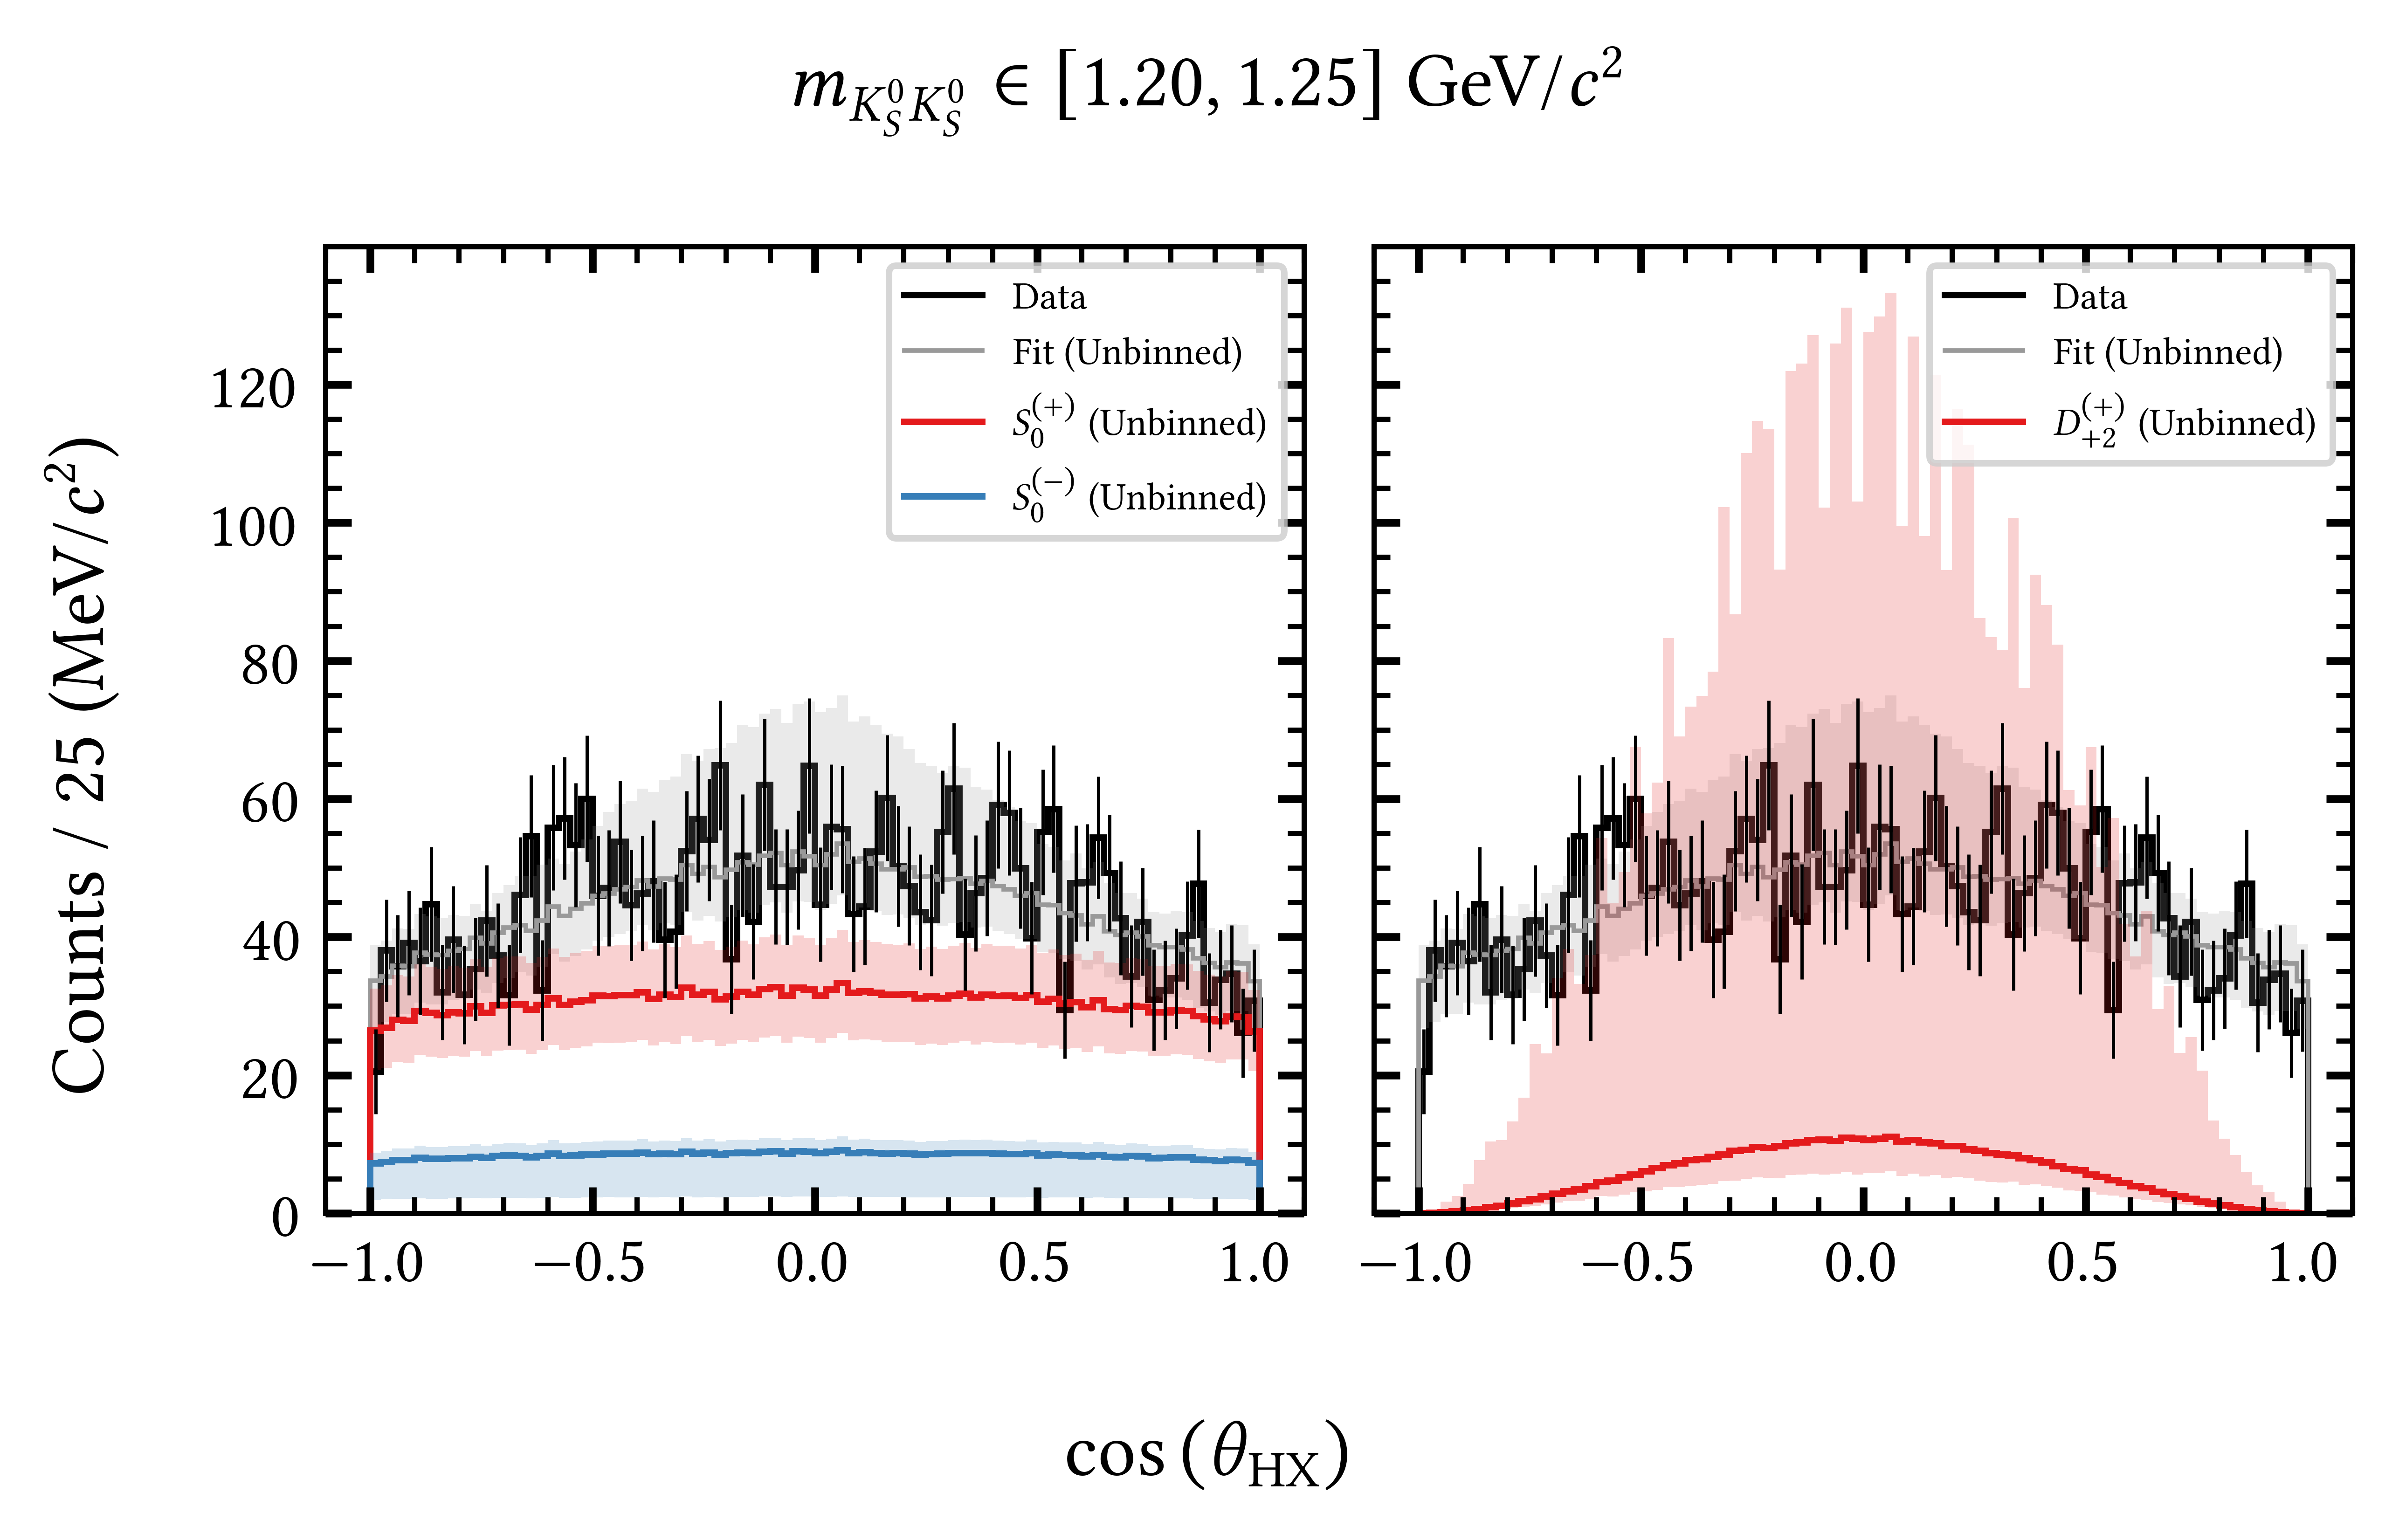 m_{K_S^0 K_S^0} ∈ [1.20, 1.25] GeV/c²
Counts / 25 (MeV/c²)
120
100
80
60
40
20
0
Data
Fit (Unbinned)
S_0^{(+)} (Unbinned)
S_0^{(−)} (Unbinned)
Data
Fit (Unbinned)
D_{+2}^{(+)} (Unbinned)
−1.0 −0.5 0.0 0.5 1.0
−1.0 −0.5 0.0 0.5 1.0
cos (θ_{HX})